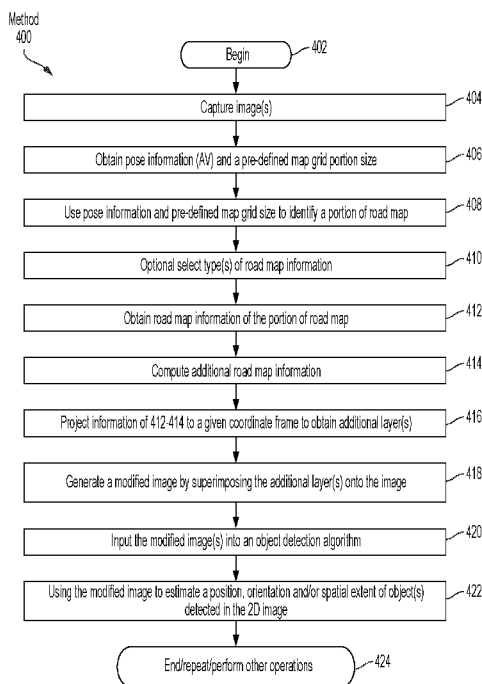 Method
400
Begin
402
Capture image(s)
404
Obtain pose information (AV) and a pre-defined map grid portion size
406
Use pose information and pre-defined map grid size to identify a portion of road map
408
Optional select type(s) of road map information
410
Obtain road map information of the portion of road map
412
Compute additional road map information
414
Project information of 412-414 to a given coordinate frame to obtain additional layer(s)
416
Generate a modified image by superimposing the additional layer(s) onto the image
418
Input the modified image(s) into an object detection algorithm
420
Using the modified image to estimate a position, orientation and/or spatial extent of object(s)
detected in the 2D image
422
End/repeat/perform other operations
424